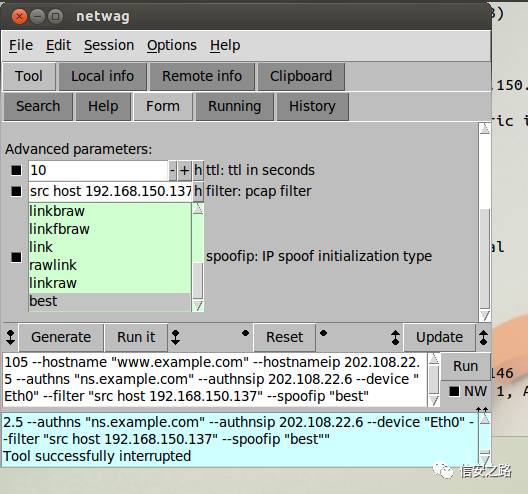 netwag
File Edit Session Options Help
Tool Local info Remote info Clipboard
Search Help Form Running History
Advanced parameters:
10 - + h ttl: ttl in seconds
src host 192.168.150.137 h filter: pcap filter
linkbraw
linkfbraw
link
rawlink
linkraw
best
spoofip: IP spoof initialization type
Generate Run it Reset Update
105 --hostname "www.example.com" --hostnameip 202.108.22.
5 --authns "ns.example.com" --authnsip 202.108.22.6 --device "
Eth0" --filter "src host 192.168.150.137" --spoofip "best"
Run
NW
2.5 --authns "ns.example.com" --authnsip 202.108.22.6 --device "Eth0" -
-filter "src host 192.168.150.137" --spoofip "best""
Tool successfully interrupted
3)
.150.
ric i
al
146
1, A
信安之路